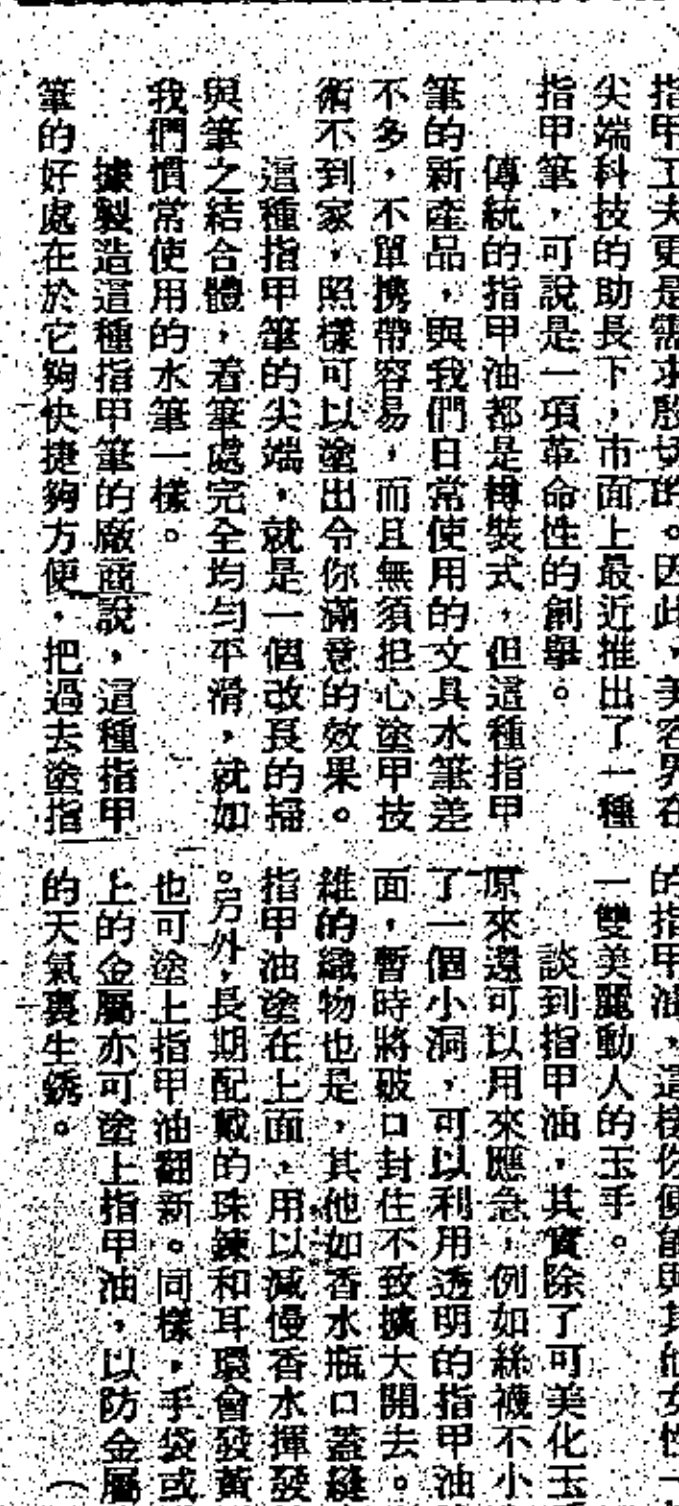 指甲工夫更是需求殷切的。因此，美容界在
尖端科技的助長下，市面上最近推出了一種
指甲筆，可說是一項革命性的創舉。
傳統的指甲油都是樽裝式，但這種指甲
筆的新產品，與我們日常使用的文具水筆差
不多，不單携帶容易，而且無須担心塗甲技
術不到家，照樣可以塗出令你滿意的效果。
這種指甲筆的尖端，就是一個改良的掃
與筆之結合體，着筆處完全均勻平滑，就如
我們慣常使用的水筆一樣。
據製造這種指甲筆的廠商說，這種指甲
筆的好處在於它夠快捷夠方便，把過去塗指
的指甲油，這樣你便能與其他女性一
一雙美麗動人的玉手。
談到指甲油，其實除了可美化玉
原來還可以用來應急，例如絲襪不小
了一個小洞，可以利用透明的指甲油
面，暫時將破口封住不致擴大開去。
維的織物也是，其他如香水瓶口蓋縫
指甲油塗在上面，用以減慢香水揮發
。另外，長期配戴的珠鍊和耳環會發黃
也可塗上指甲油翻新。同樣，手袋或
上的金屬亦可塗上指甲油，以防金屬
的天氣裏生銹。（